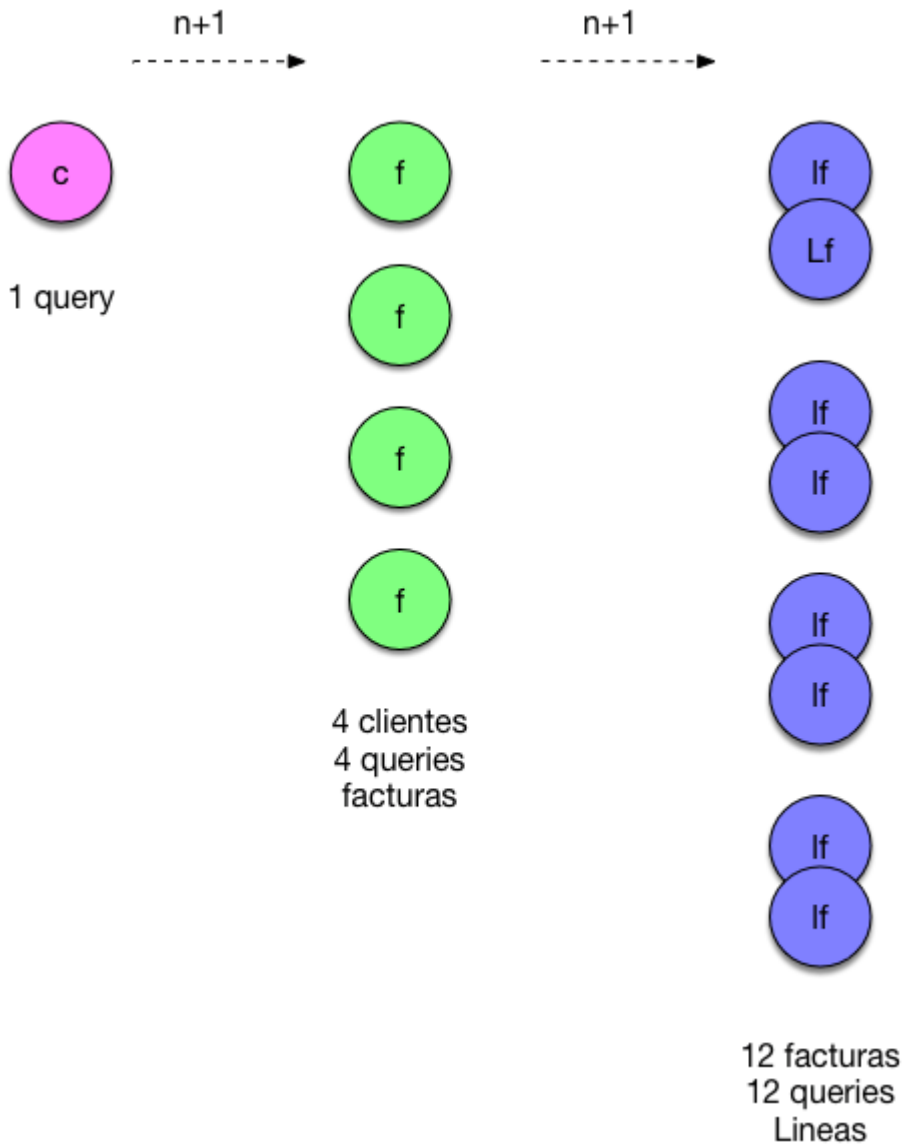 n+1
n+1
c
f
lf
Lf
1 query
f
lf
lf
f
f
lf
lf
4 clientes
4 queries
facturas
lf
lf
12 facturas
12 queries
Lineas